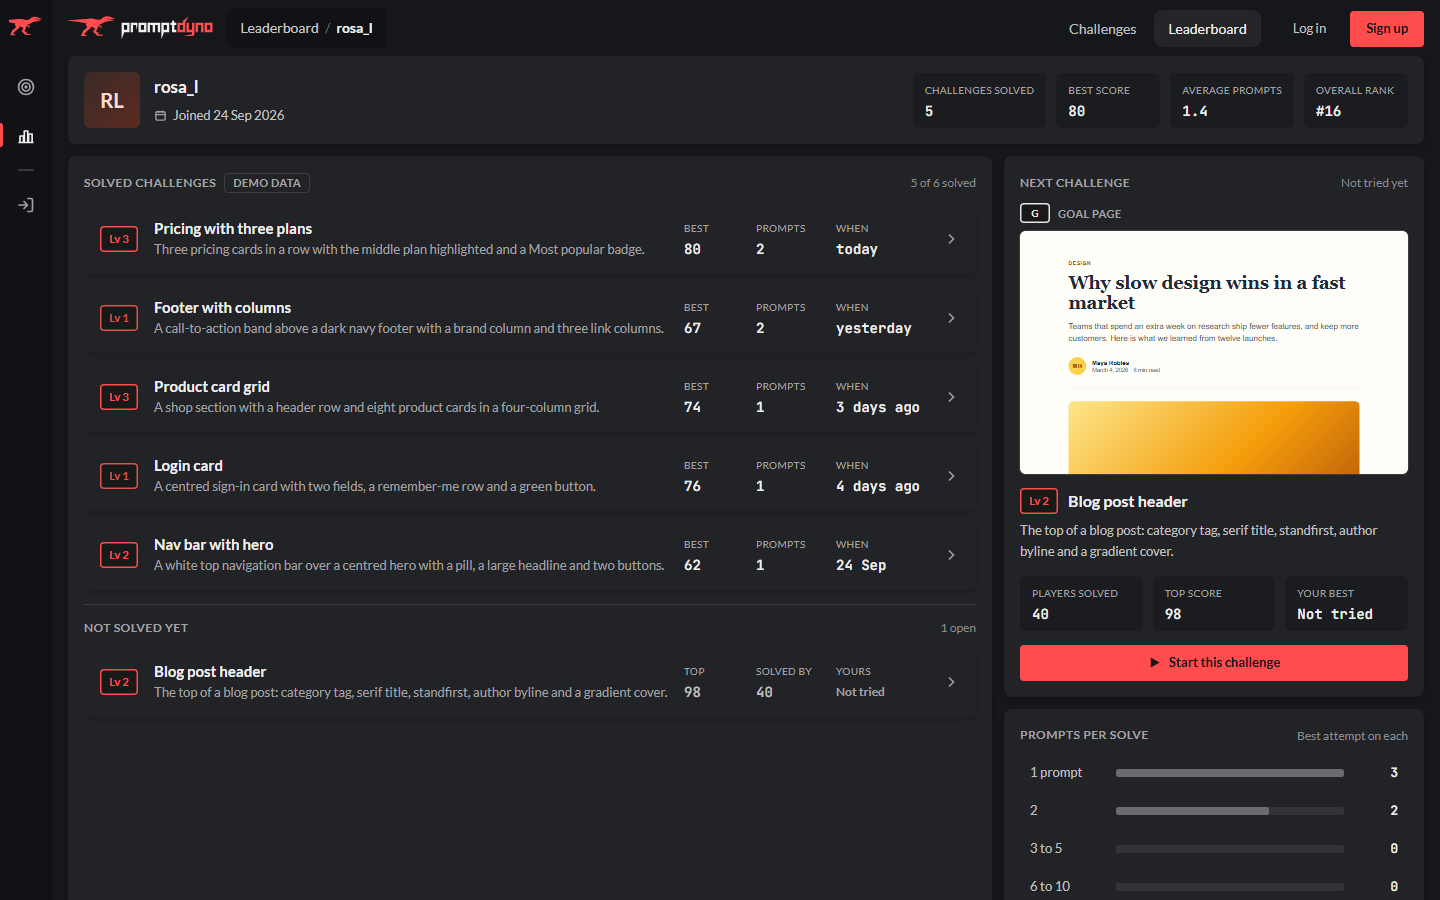 promptdyno
Leaderboard / rosa_l
Challenges
Leaderboard
Log in
Sign up
RL
rosa_l
Joined 24 Sep 2026
CHALLENGES SOLVED
5
BEST SCORE
80
AVERAGE PROMPTS
1.4
OVERALL RANK
#16
SOLVED CHALLENGES
DEMO DATA
5 of 6 solved
Lv 3
Pricing with three plans
Three pricing cards in a row with the middle plan highlighted and a Most popular badge.
BEST
80
PROMPTS
2
WHEN
today
Lv 1
Footer with columns
A call-to-action band above a dark navy footer with a brand column and three link columns.
BEST
67
PROMPTS
2
WHEN
yesterday
Lv 3
Product card grid
A shop section with a header row and eight product cards in a four-column grid.
BEST
74
PROMPTS
1
WHEN
3 days ago
Lv 1
Login card
A centred sign-in card with two fields, a remember-me row and a green button.
BEST
76
PROMPTS
1
WHEN
4 days ago
Lv 2
Nav bar with hero
A white top navigation bar over a centred hero with a pill, a large headline and two buttons.
BEST
62
PROMPTS
1
WHEN
24 Sep
NOT SOLVED YET
1 open
Lv 2
Blog post header
The top of a blog post: category tag, serif title, standfirst, author byline and a gradient cover.
TOP
98
SOLVED BY
40
YOURS
Not tried
NEXT CHALLENGE
Not tried yet
G
GOAL PAGE
DESIGN
Why slow design wins in a fast
market
Teams that spend an extra week on research ship fewer features, and keep more
customers. Here is what we learned from twelve launches.
MR
Maya Robles
March 4, 2026 · 8 min read
Lv 2
Blog post header
The top of a blog post: category tag, serif title, standfirst, author
byline and a gradient cover.
PLAYERS SOLVED
40
TOP SCORE
98
YOUR BEST
Not tried
Start this challenge
PROMPTS PER SOLVE
Best attempt on each
1 prompt
3
2
2
3 to 5
0
6 to 10
0